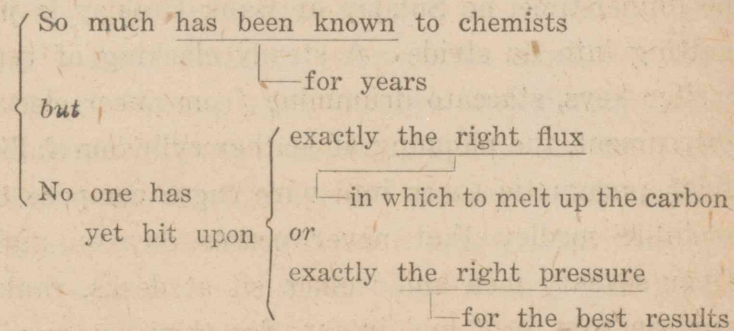 So much has been known to chemists
for years
but
exactly the right flux
No one has
in which to melt up the carbon
yet hit upon
or
exactly the right pressure
for the best results